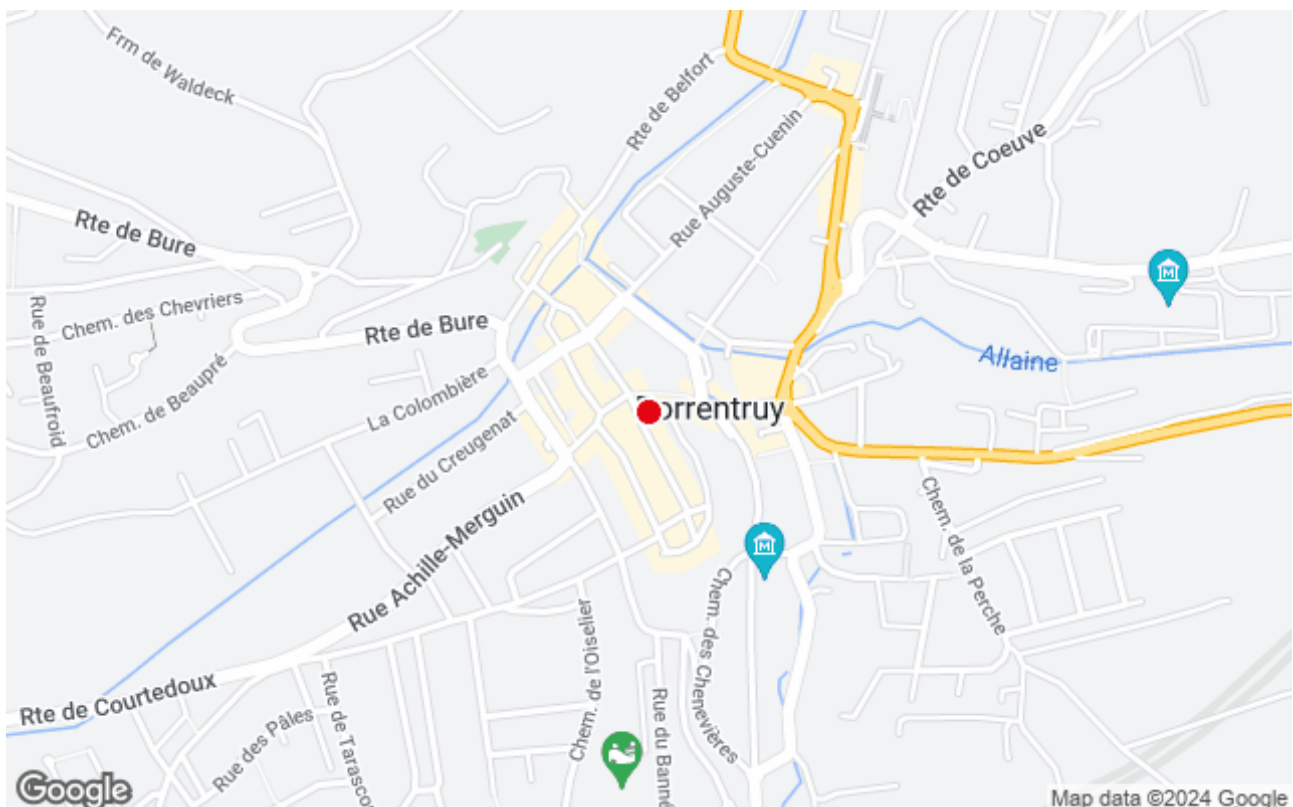 Frm de Waldeck
Rte de Belfort
Rue Auguste-Cuenin
Rte de Coeuve
Rte de Bure
Chem. des Chevriers
Rue de Beaufroid
Chem. de Beaupré
Rte de Bure
La Colombière
Allaine
Rue du Creugenat
Rue Achille-Merguin
Chem. de la Perche
Chem. de l'Oiselier
Chem. des Chenevières
Rue du Banné
Rte de Courtedoux
Rue des Pâles
Rue de Tarascon
M
M
Google
Map data ©2024 Google